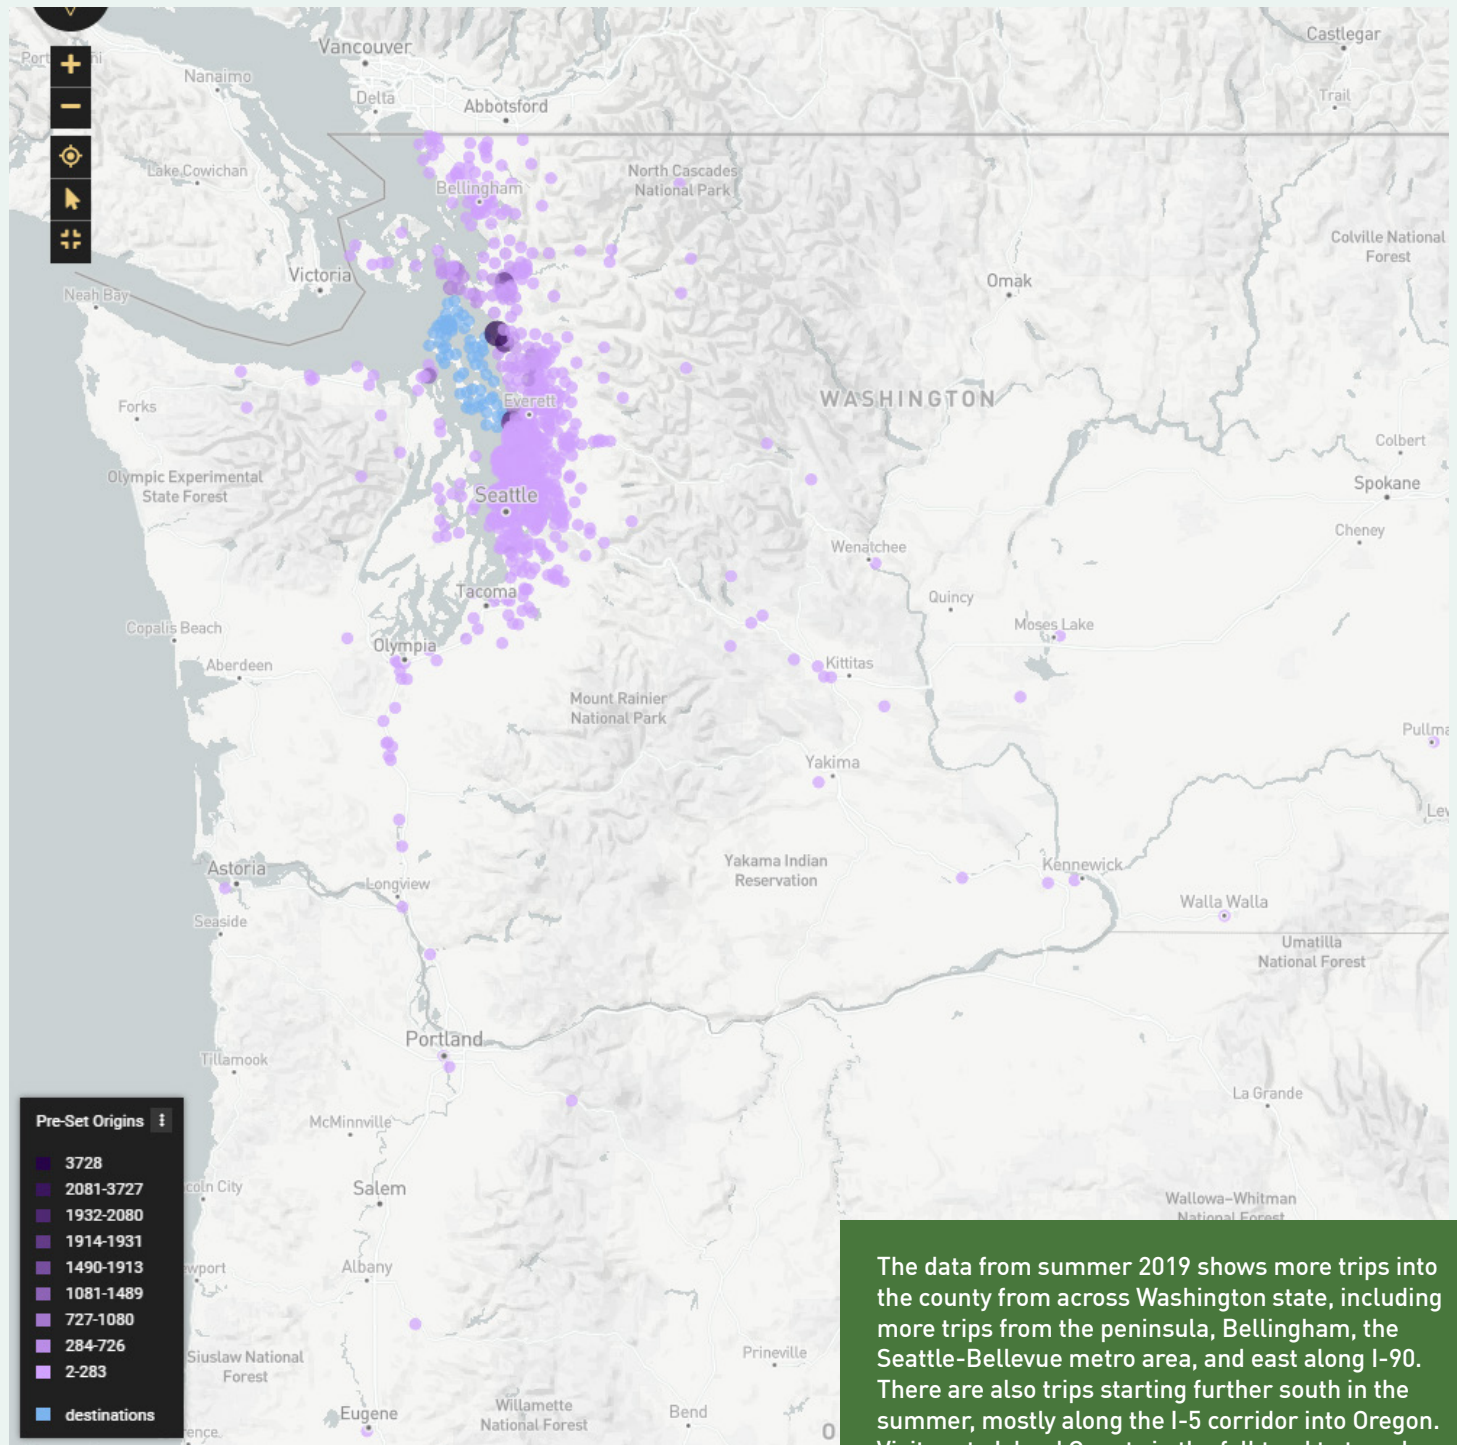 Vancouver
Castlegar
Nanaimo
Delta
Abbotsford
Trail
Lake Cowichan
North Cascades
National Park
Bellingham
Colville National
Forest
Victoria
Omak
Neah Bay
WASHINGTON
Forks
Everett
Colbert
Olympic Experimental
State Forest
Seattle
Spokane
Cheney
Wenatchee
Tacoma
Quincy
Copalis Beach
Moses Lake
Olympia
Aberdeen
Kittitas
Mount Rainier
National Park
Yakima
Astoria
Yakama Indian
Reservation
Kennewick
Longview
Seaside
Walla Walla
Umatilla
National Forest
Portland
Tillamook
La Grande
McMinnville
Pre-Set Origins
3728
2081-3727
1932-2080
1914-1931
1490-1913
1081-1489
727-1080
284-726
2-283
destinations
Salem
coln City
Wallowa-Whitman
National Forest
wport
Albany
Siuslaw National
Forest
Prineville
Willamette
National Forest
Eugene
Bend
The data from summer 2019 shows more trips into
the county from across Washington state, including
more trips from the peninsula, Bellingham, the
Seattle-Bellevue metro area, and east along I-90.
There are also trips starting further south in the
summer, mostly along the I-5 corridor into Oregon.